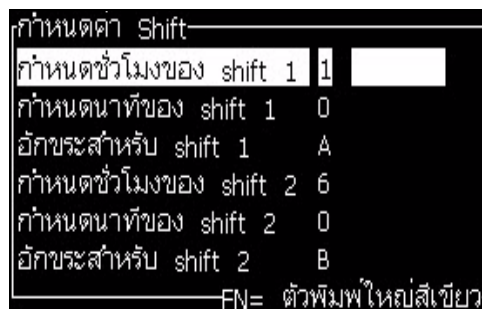 กำหนดค่า Shift
กำหนดชั่วโมงของ shift 1 1
กำหนดนาทีของ shift 1 0
อักขระสำหรับ shift 1 A
กำหนดชั่วโมงของ shift 2 6
กำหนดนาทีของ shift 2 0
อักขระสำหรับ shift 2 B
FN= ตัวพิมพ์ใหญ่สีเขียว